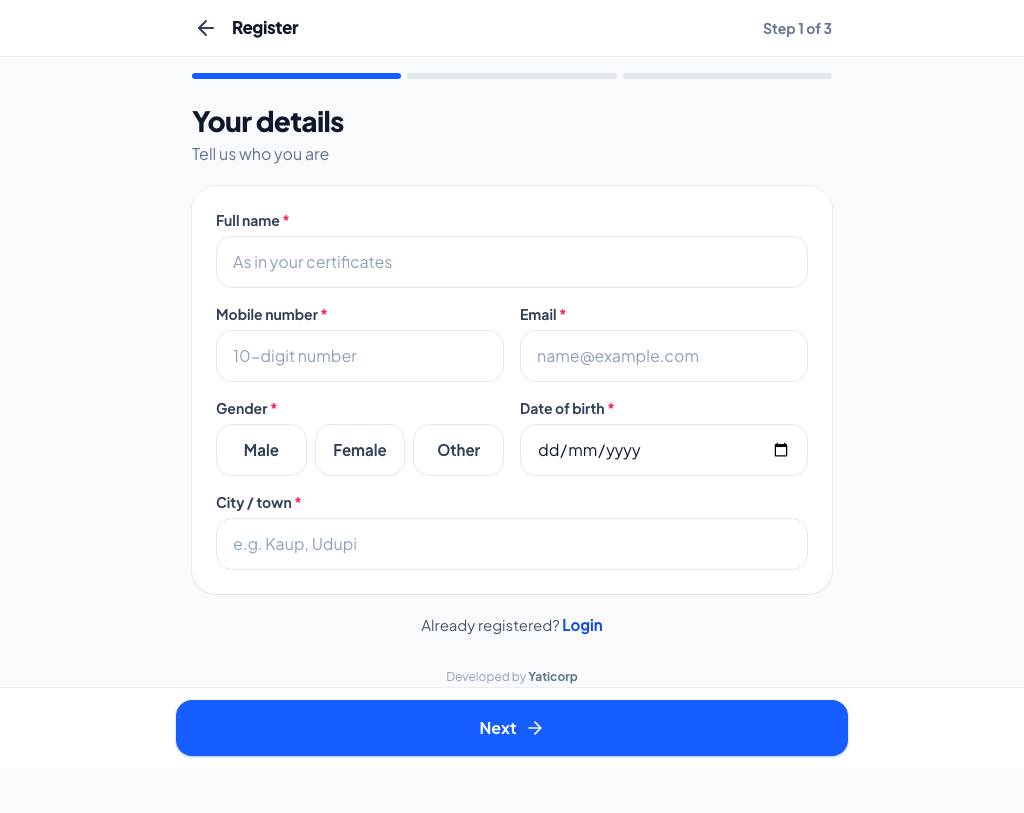 Register
Step 1 of 3
Your details
Tell us who you are
Full name *
As in your certificates
Mobile number *
Email *
10-digit number
name@example.com
Gender *
Date of birth *
Male
Female
Other
dd/mm/yyyy
City / town *
e.g. Kaup, Udupi
Already registered? Login
Developed by Yaticorp
Next